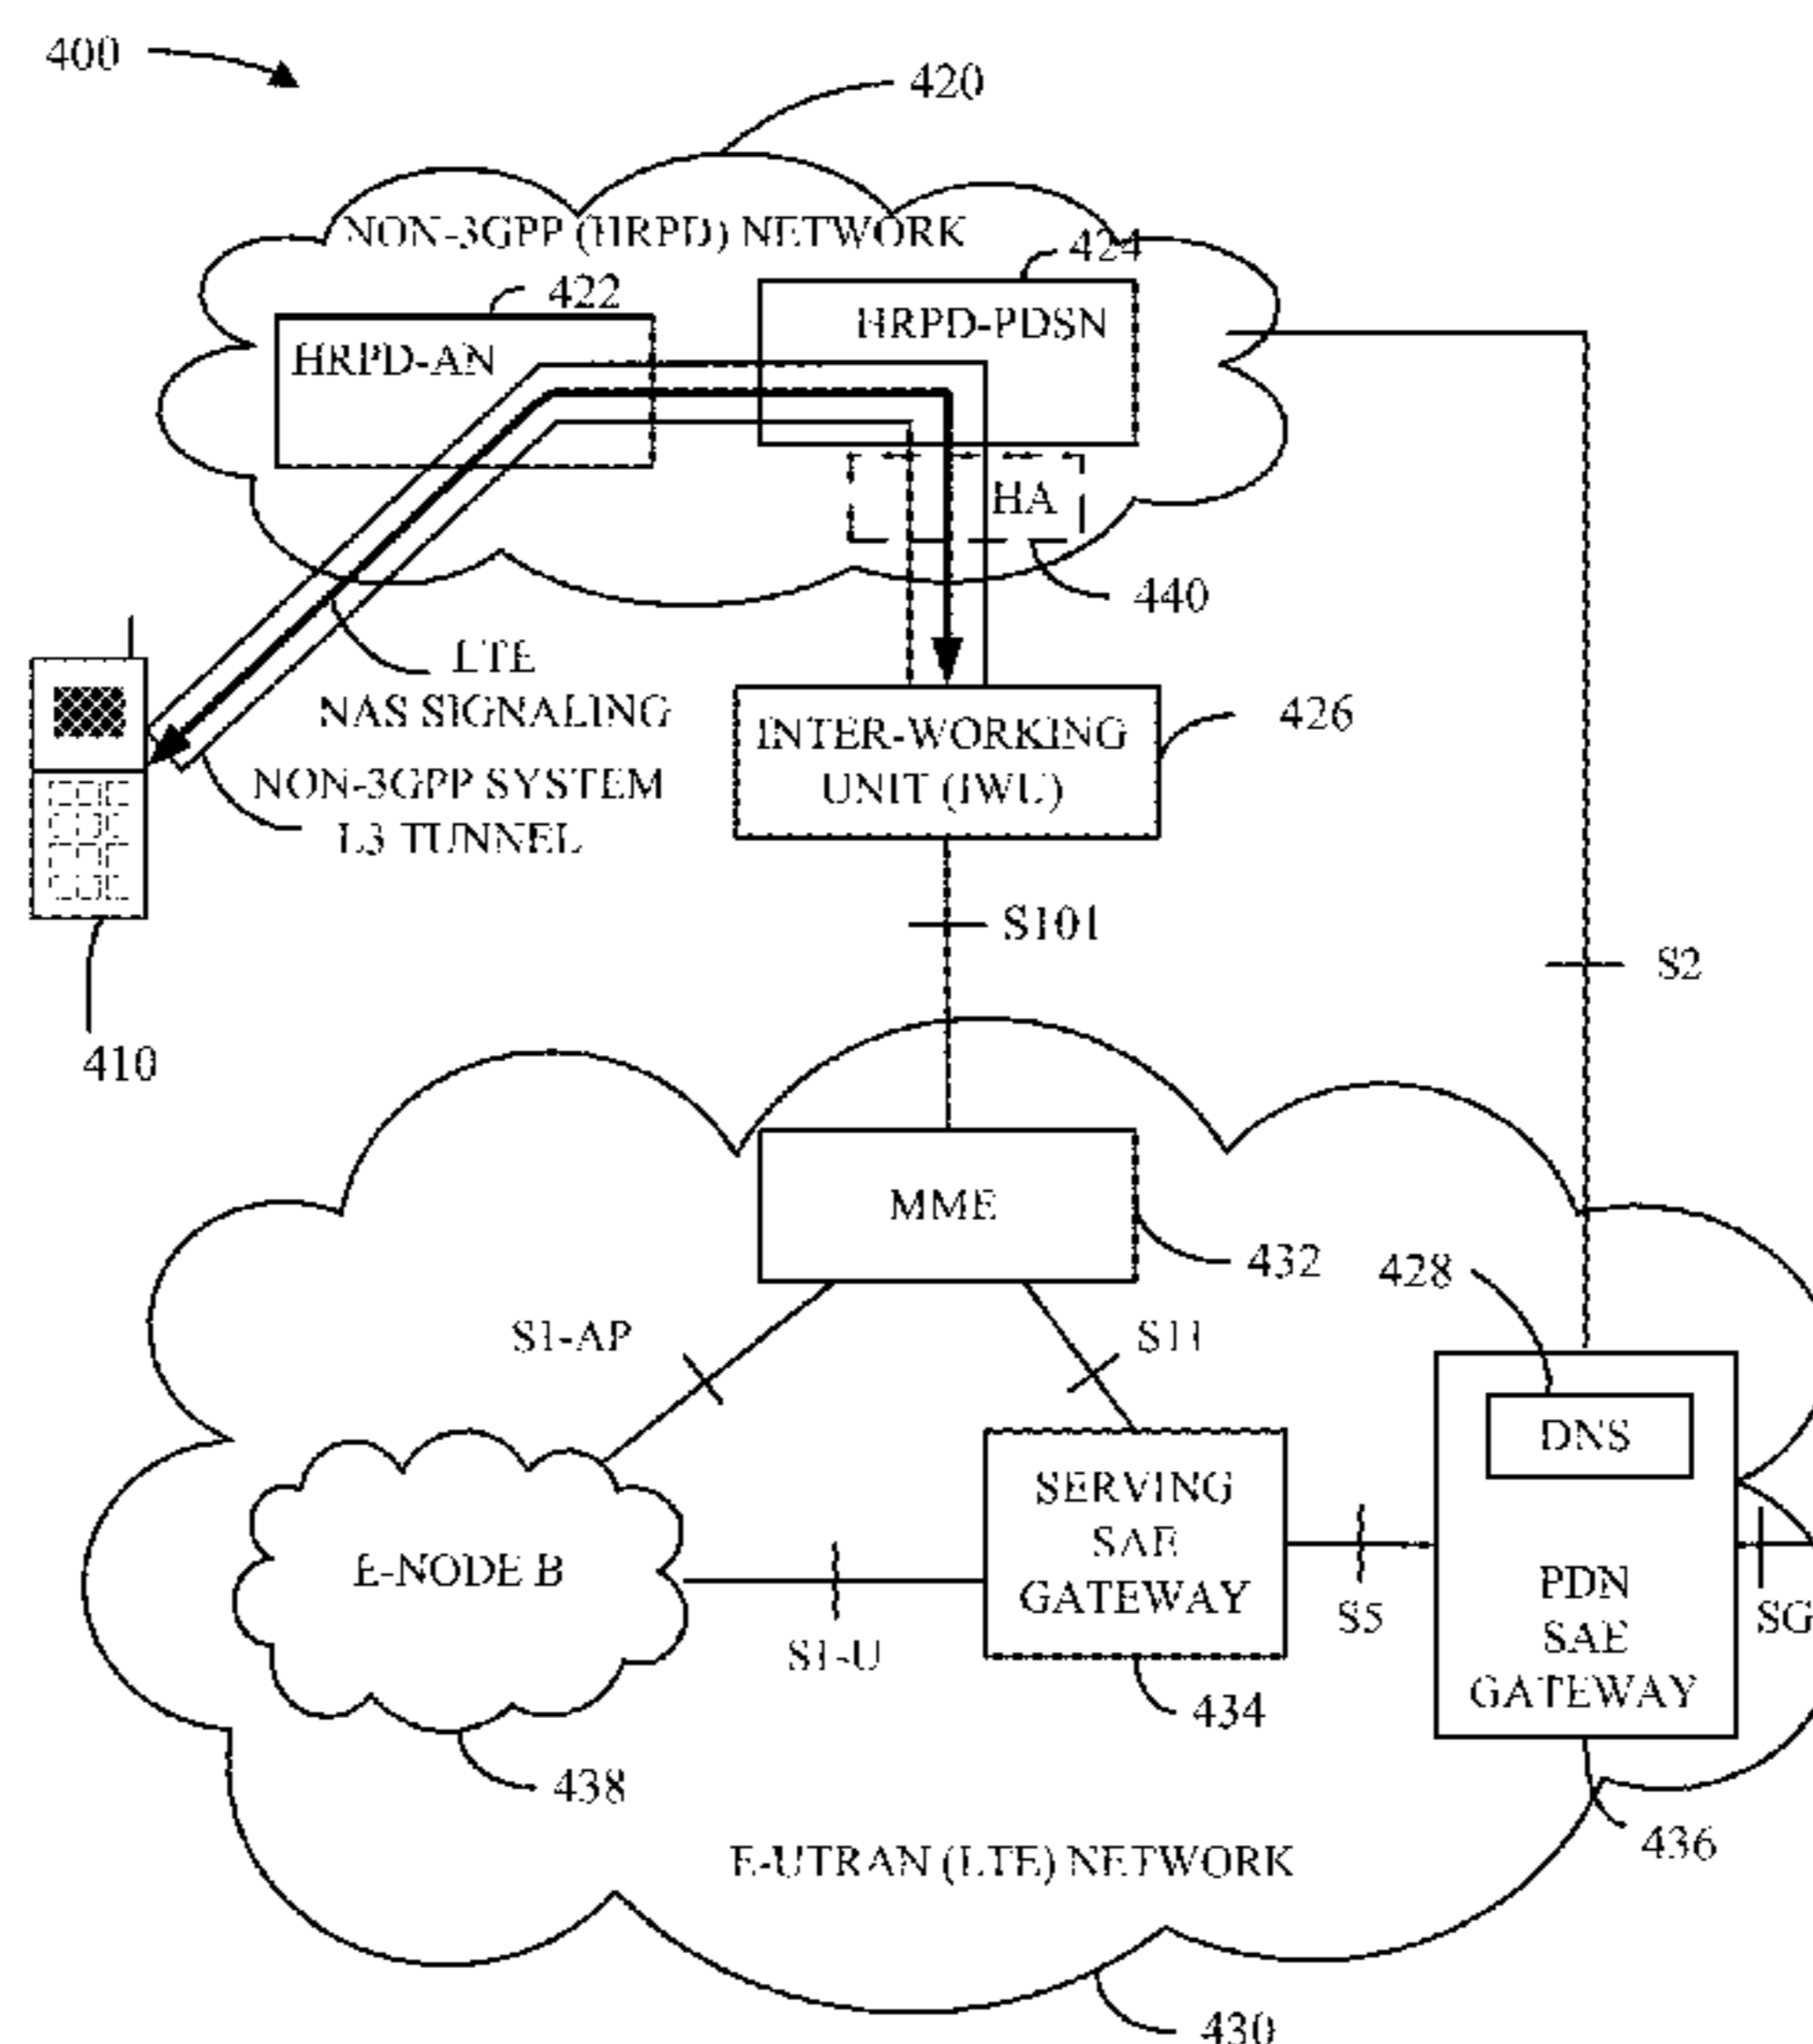 400
420
NON-3GPP (HRPD) NETWORK
424
422
HRPD-PDSN
HRPD-AN
HA
440
LTE
NAS SIGNALING
426
INTER-WORKING
UNIT (IWU)
NON-3GPP SYSTEM
L3 TUNNEL
S101
S2
410
MME
432
428
S1-AP
S11
DNS
SERVING
SAE
GATEWAY
E-NODE B
PDN
SAE
GATEWAY
S5
SG
S1-U
434
438
436
E-UTRAN (LTE) NETWORK
430